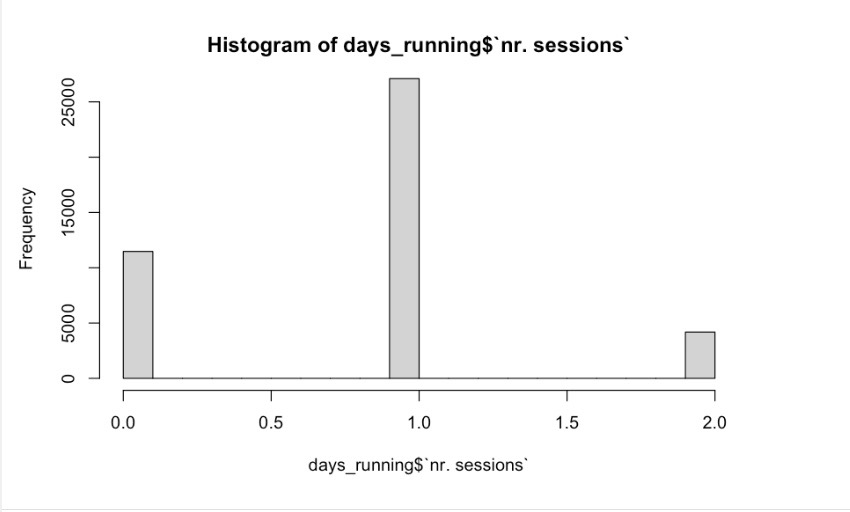 Histogram of days_running$`nr. sessions`
25000
15000
5000
0
Frequency
0.0 0.5 1.0 1.5 2.0
days_running$`nr. sessions`